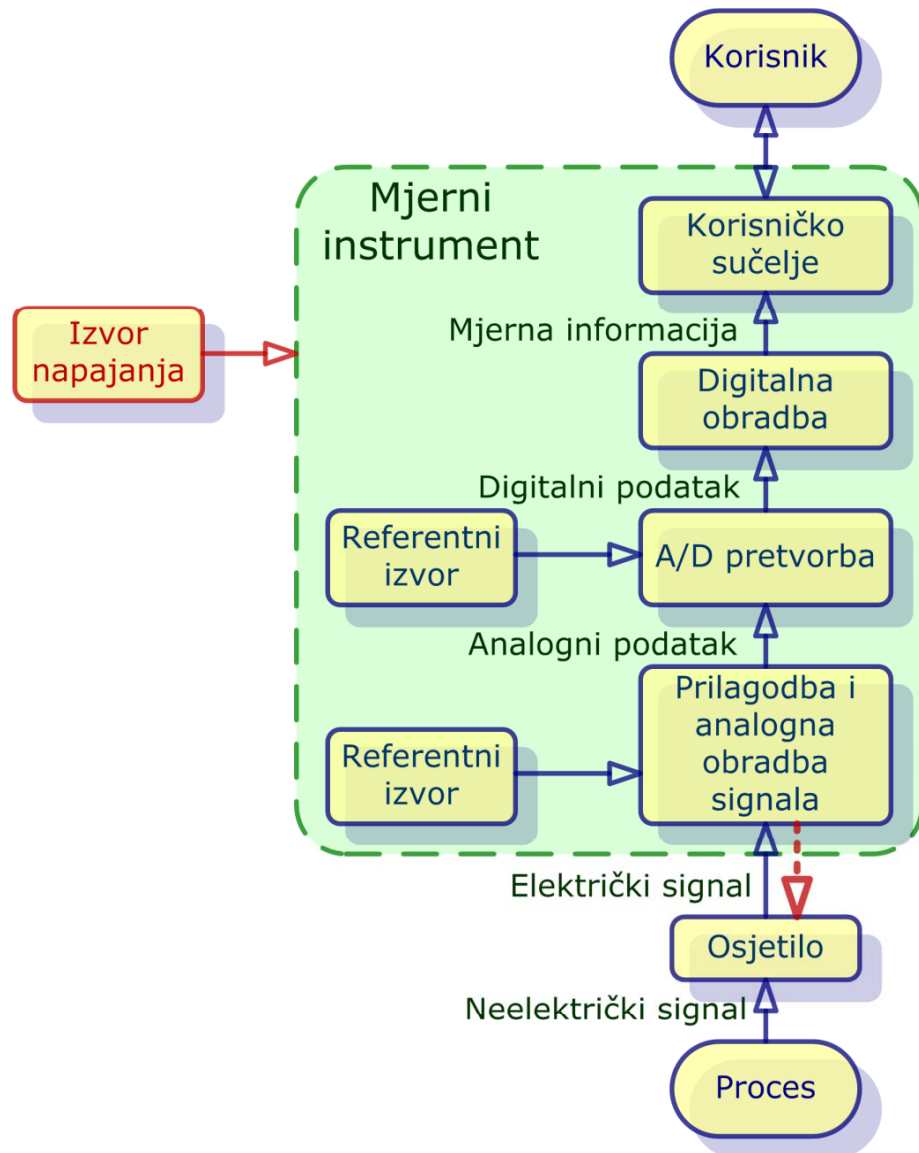 Korisnik
Mjerni
instrument
Korisničko
sučelje
Izvor
napajanja
Mjerna informacija
Digitalna
obradba
Digitalni podatak
Referentni
izvor
A/D pretvorba
Analogni podatak
Prilagodba i
analogna
obradba
signala
Referentni
izvor
Električki signal
Osjetilo
Neelektrički signal
Proces